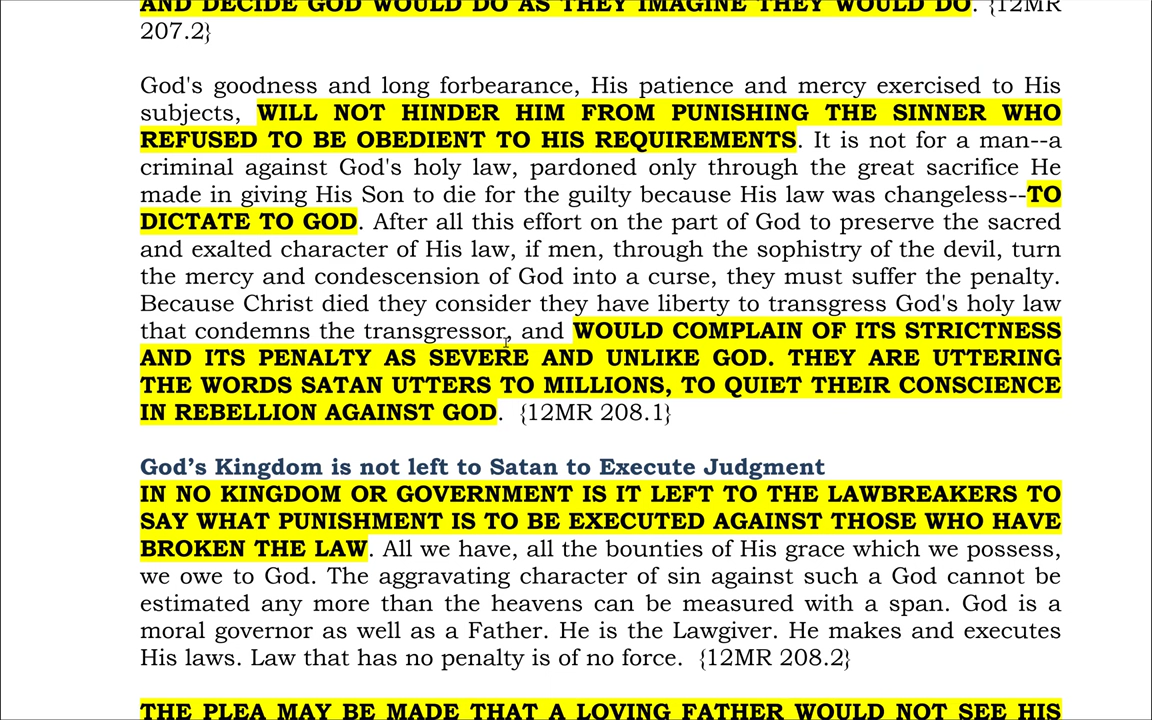 AND DECIDE GOD WOULD DO AS THEY IMAGINE THEY WOULD DO. {12MR
207.2}
God's goodness and long forbearance, His patience and mercy exercised to His
subjects, WILL NOT HINDER HIM FROM PUNISHING THE SINNER WHO
REFUSED TO BE OBEDIENT TO HIS REQUIREMENTS. It is not for a man--a
criminal against God's holy law, pardoned only through the great sacrifice He
made in giving His Son to die for the guilty because His law was changeless--TO
DICTATE TO GOD. After all this effort on the part of God to preserve the sacred
and exalted character of His law, if men, through the sophistry of the devil, turn
the mercy and condescension of God into a curse, they must suffer the penalty.
Because Christ died they consider they have liberty to transgress God's holy law
that condemns the transgressor, and WOULD COMPLAIN OF ITS STRICTNESS
AND ITS PENALTY AS SEVERE AND UNLIKE GOD. THEY ARE UTTERING
THE WORDS SATAN UTTERS TO MILLIONS, TO QUIET THEIR CONSCIENCE
IN REBELLION AGAINST GOD. {12MR 208.1}
God’s Kingdom is not left to Satan to Execute Judgment
IN NO KINGDOM OR GOVERNMENT IS IT LEFT TO THE LAWBREAKERS TO
SAY WHAT PUNISHMENT IS TO BE EXECUTED AGAINST THOSE WHO HAVE
BROKEN THE LAW. All we have, all the bounties of His grace which we possess,
we owe to God. The aggravating character of sin against such a God cannot be
estimated any more than the heavens can be measured with a span. God is a
moral governor as well as a Father. He is the Lawgiver. He makes and executes
His laws. Law that has no penalty is of no force. {12MR 208.2}
THE PLEA MAY BE MADE THAT A LOVING FATHER WOULD NOT SEE HIS